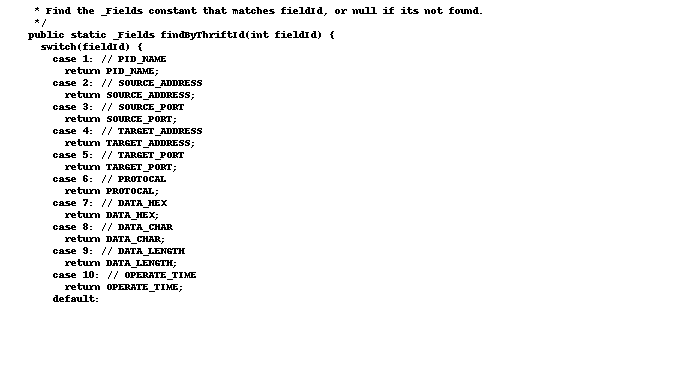 * Find the _Fields constant that matches fieldId, or null if its not found.
*/
public static _Fields findByThriftId(int fieldId) {
switch(fieldId) {
case 1: // PID_NAME
return PID_NAME;
case 2: // SOURCE_ADDRESS
return SOURCE_ADDRESS;
case 3: // SOURCE_PORT
return SOURCE_PORT;
case 4: // TARGET_ADDRESS
return TARGET_ADDRESS;
case 5: // TARGET_PORT
return TARGET_PORT;
case 6: // PROTOCAL
return PROTOCAL;
case 7: // DATA_HEX
return DATA_HEX;
case 8: // DATA_CHAR
return DATA_CHAR;
case 9: // DATA_LENGTH
return DATA_LENGTH;
case 10: // OPERATE_TIME
return OPERATE_TIME;
default: